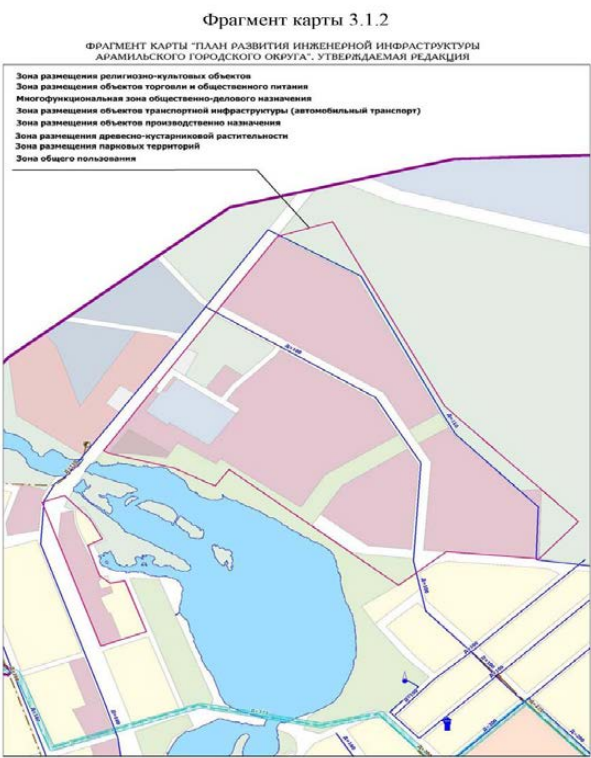 Фрагмент карты 3.1.2
ФРАГМЕНТ КАРТЫ "ПЛАН РАЗВИТИЯ ИНЖЕНЕРНОЙ ИНФРАСТРУКТУРЫ
АРАМИЛЬСКОГО ГОРОДСКОГО ОКРУГА". УТВЕРЖДАЕМАЯ РЕДАКЦИЯ
Зона размещения религиозно-культовых объектов
Зона размещения объектов торговли и общественного питания
Многофункциональная зона общественно-делового назначения
Зона размещения объектов транспортной инфраструктуры (автомобильный транспорт)
Зона размещения объектов производственно назначения
Зона размещения древесно-кустарниковой растительности
Зона размещения парковых территорий
Зона общего пользования